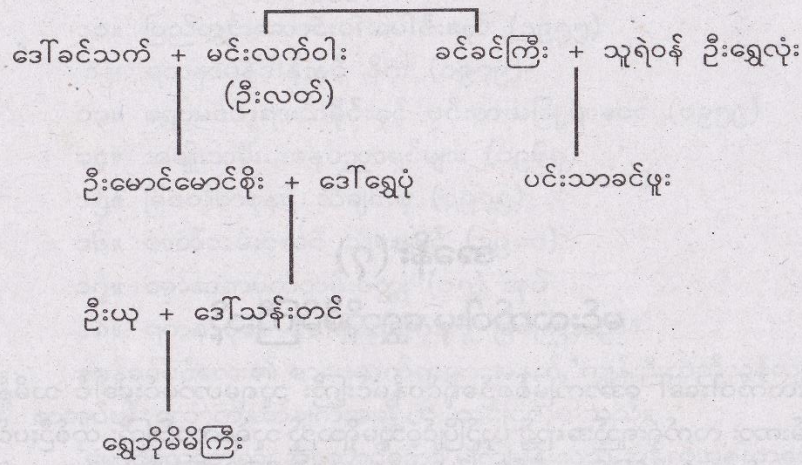 ဒေါ်ခင်သက် + မင်းလက်ဝါး ခင်ခင်ကြီး + သူရဲဝန် ဦးရွှေလုံး
(ဦးလတ်)
ဦးမောင်မောင်စိုး + ဒေါ်ရွှေပုံ ပင်းသာခင်ဖူး
ဦးယု + ဒေါ်သန်းတင်
ရွှေဘိုမိမိကြီး